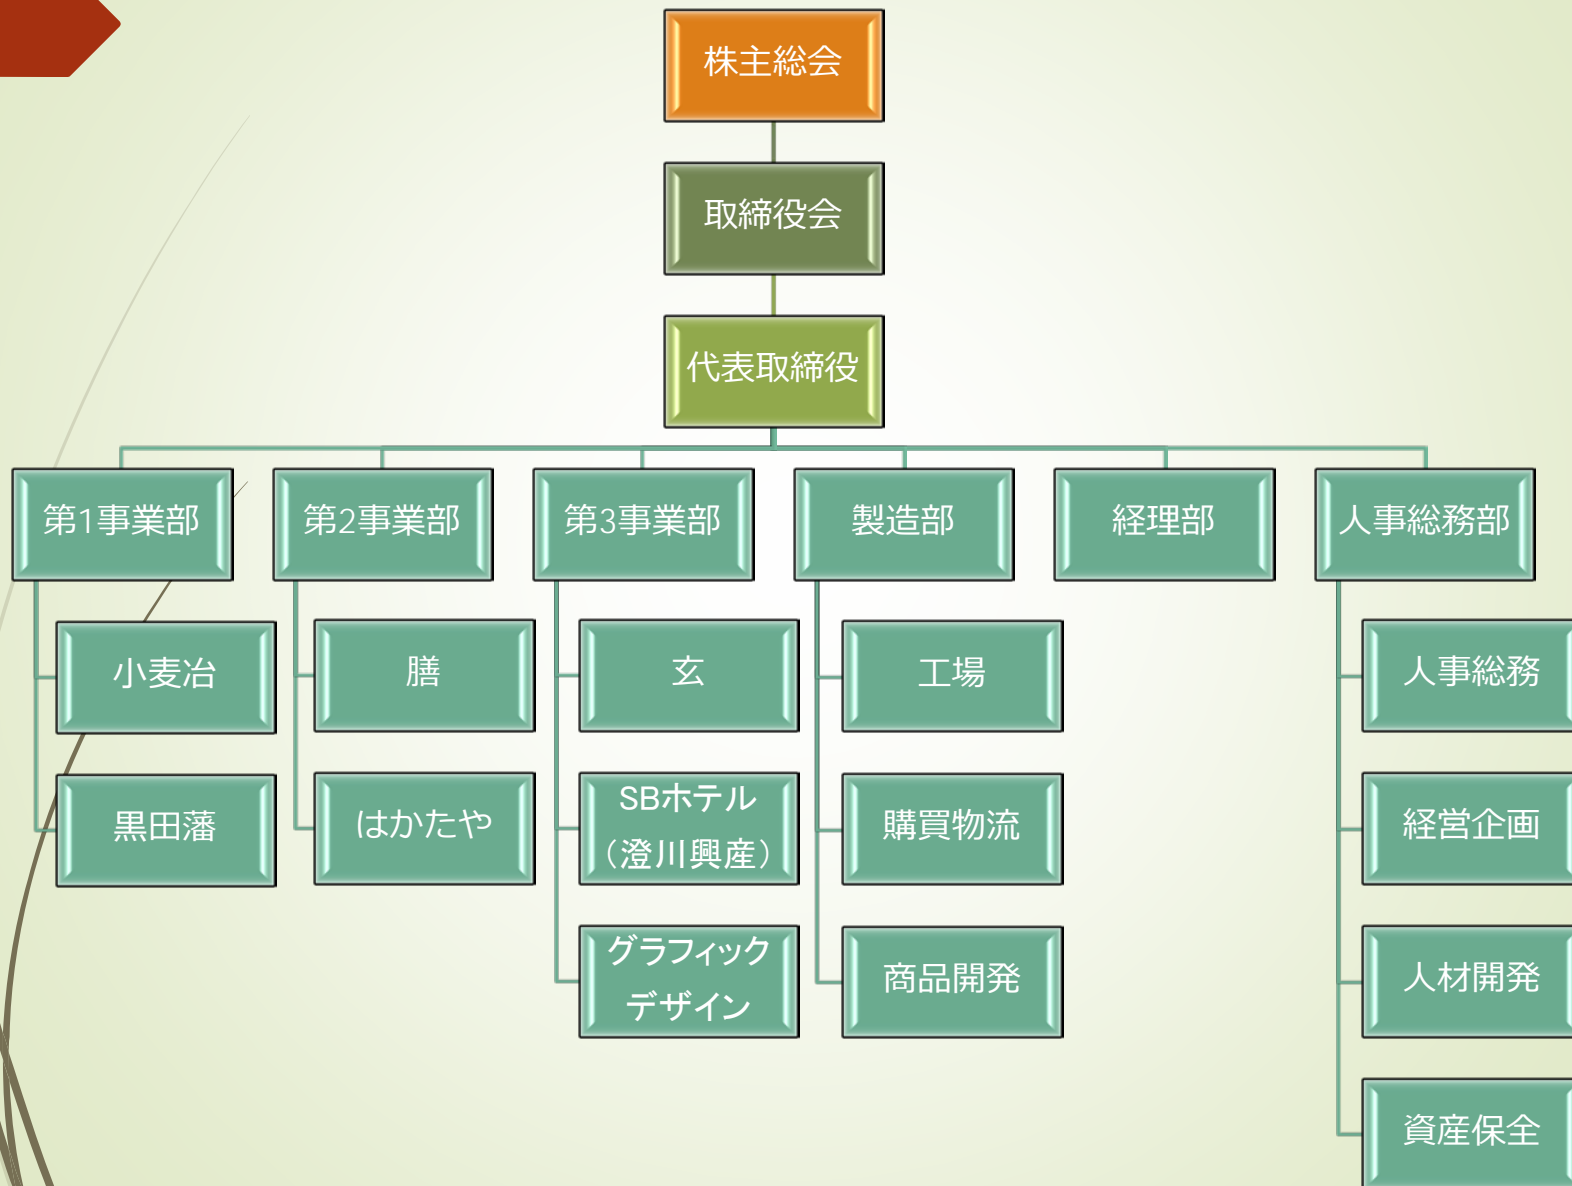 株主総会
取締役会
代表取締役
第1事業部
第2事業部
第3事業部
製造部
経理部
人事総務部
小麦冶
膳
玄
工場
人事総務
黒田藩
はかたや
SBホテル
（澄川興産）
購買物流
経営企画
グラフィック
デザイン
商品開発
人材開発
資産保全